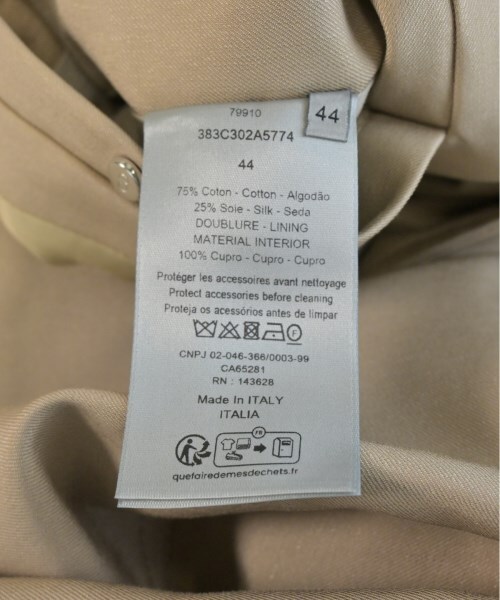 79910
44
383C302A5774
44
75% Coton - Cotton - Algodão
25% Soie - Silk - Seda
DOUBLURE - LINING
MATERIAL INTERIOR
100% Cupro - Cupro - Cupro
Protéger les accessoires avant nettoyage
Protect accessories before cleaning
Proteja os acessórios antes de limpar
F
CNPJ 02-046-366/0003-99
CA65281
RN : 143628
Made In ITALY
ITALIA
FR
quefairedemesdechets.fr